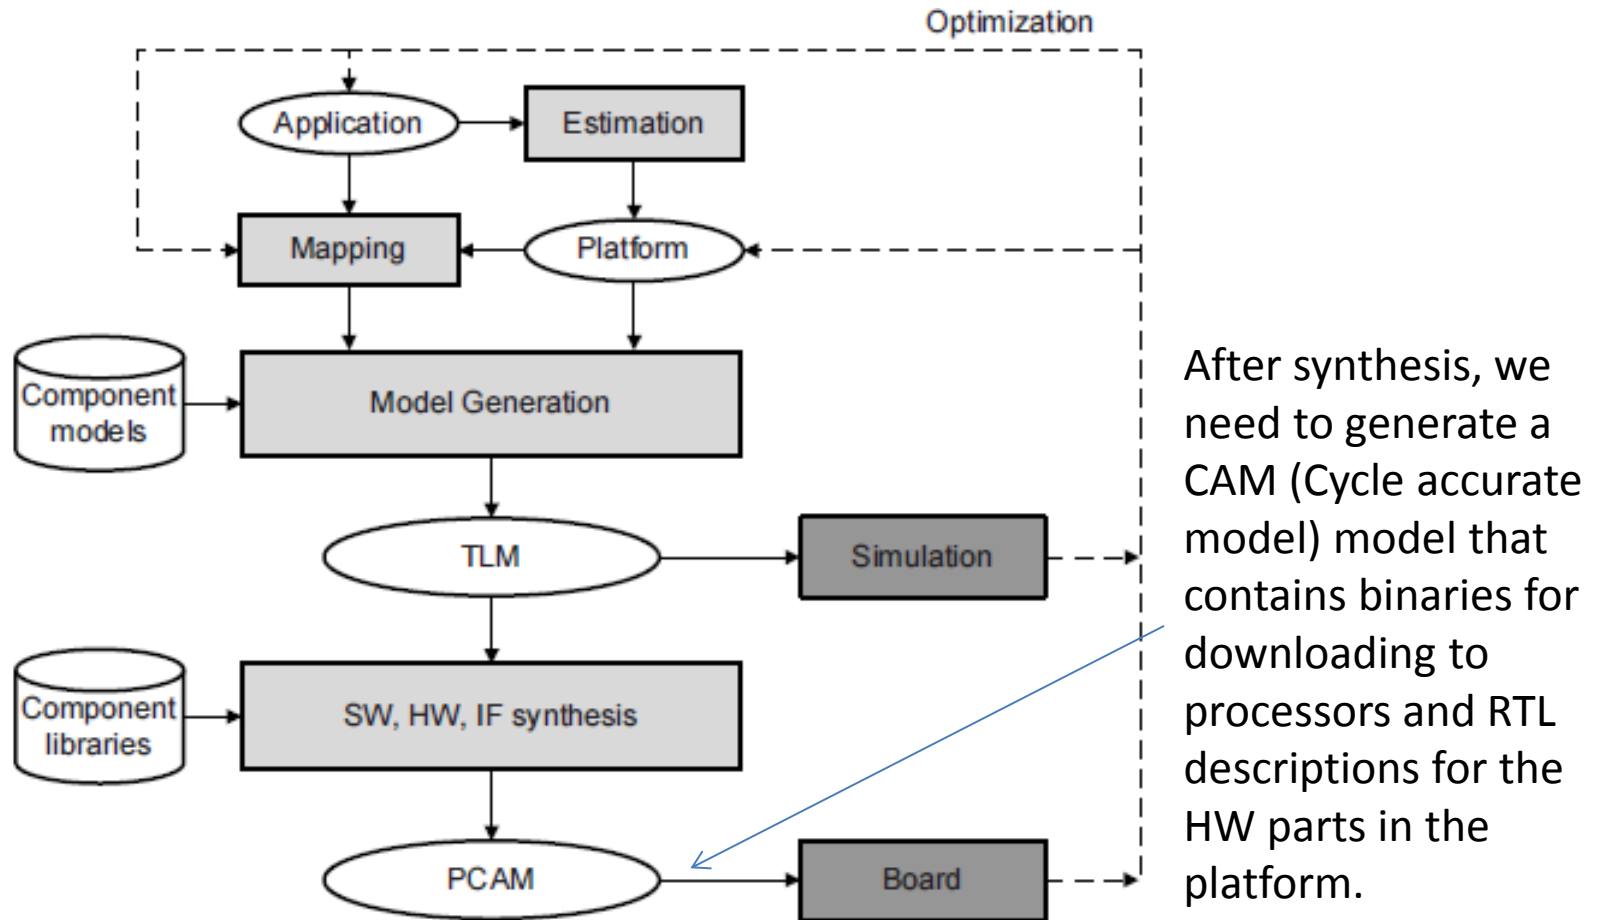 Optimization
Application
Estimation
Mapping
Platform
Component
models
Model Generation
TLM
Simulation
Component
libraries
SW, HW, IF synthesis
PCAM
Board
After synthesis, we
need to generate a
CAM (Cycle accurate
model) model that
contains binaries for
downloading to
processors and RTL
descriptions for the
HW parts in the
platform.